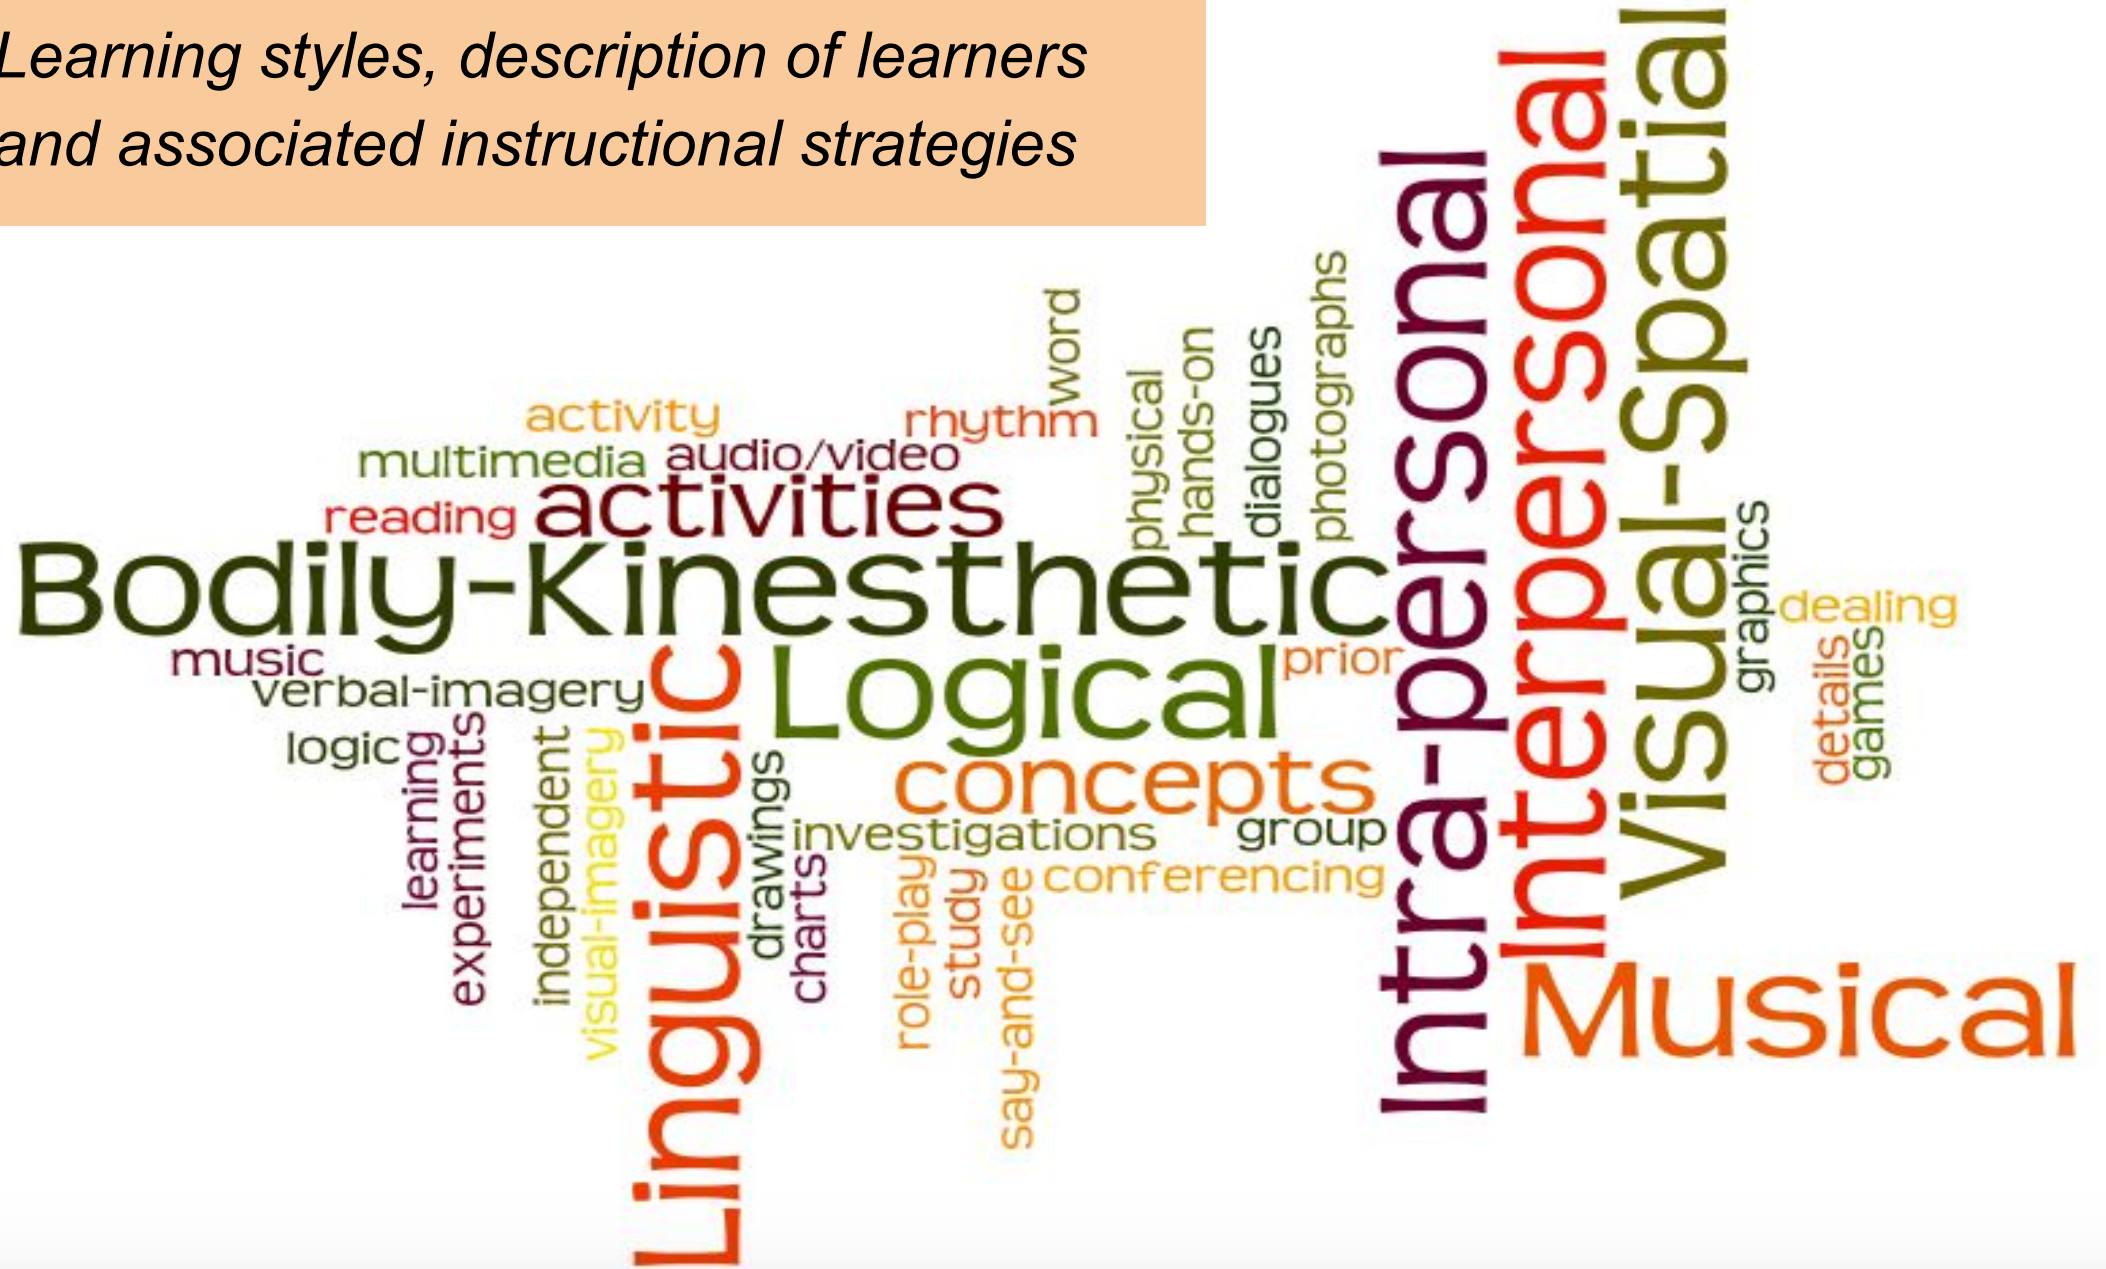 Learning styles, description of learners
and associated instructional strategies
word
physical
hands-on
dialogues
photographs
Intra-personal
Interpersonal
Visual-Spatial
activity
rhythm
multimedia
audio/video
reading
activities
Bodily-Kinesthetic
graphics
dealing
details
games
music
verbal-imagery
logic
learning
experiments
independent
visual-imagery
Linguistic
Logical
prior
concepts
drawings
charts
investigations
group
conferencing
role-play
study
say-and-see
Musical